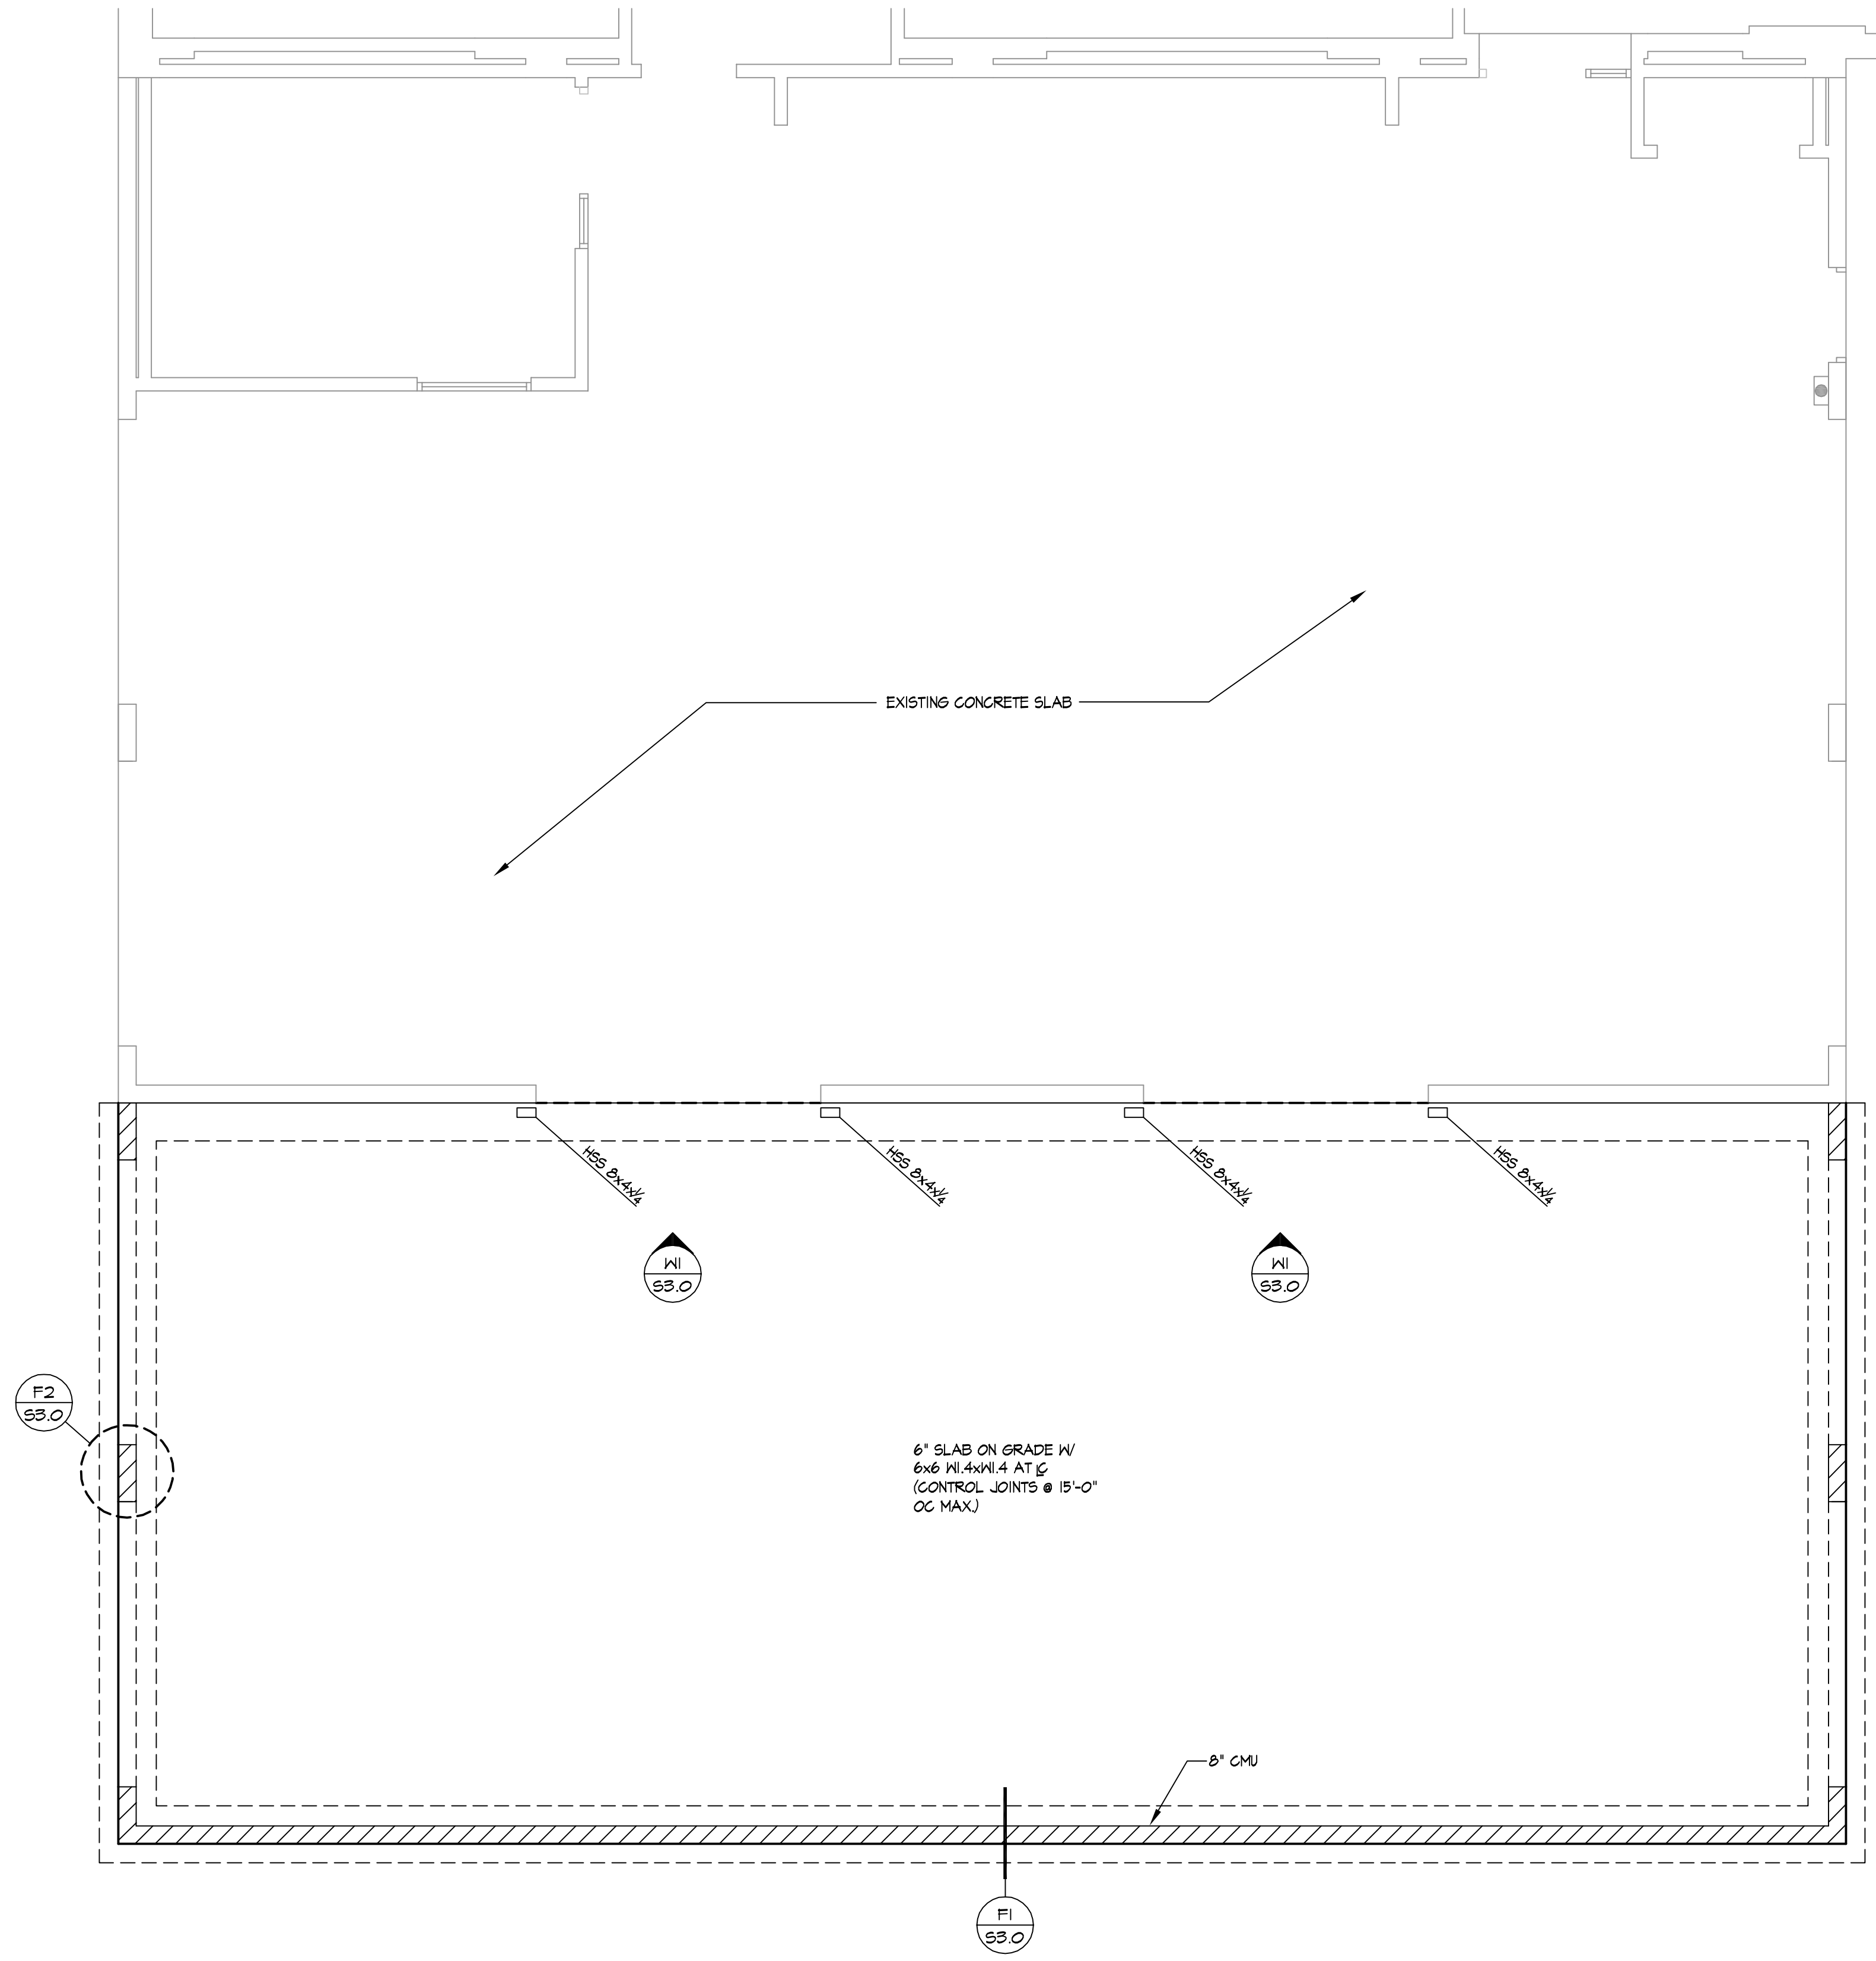 EXISTING CONCRETE SLAB
HSS 8x4x1/4
HSS 8x4x1/4
HSS 8x4x1/4
HSS 8x4x1/4
W1
S3.0
W1
S3.0
F2
S3.0
6" SLAB ON GRADE W/
6x6 W1.4xW1.4 AT ℄
(CONTROL JOINTS @ 15'-0"
OC MAX.)
8" CMU
F1
S3.0